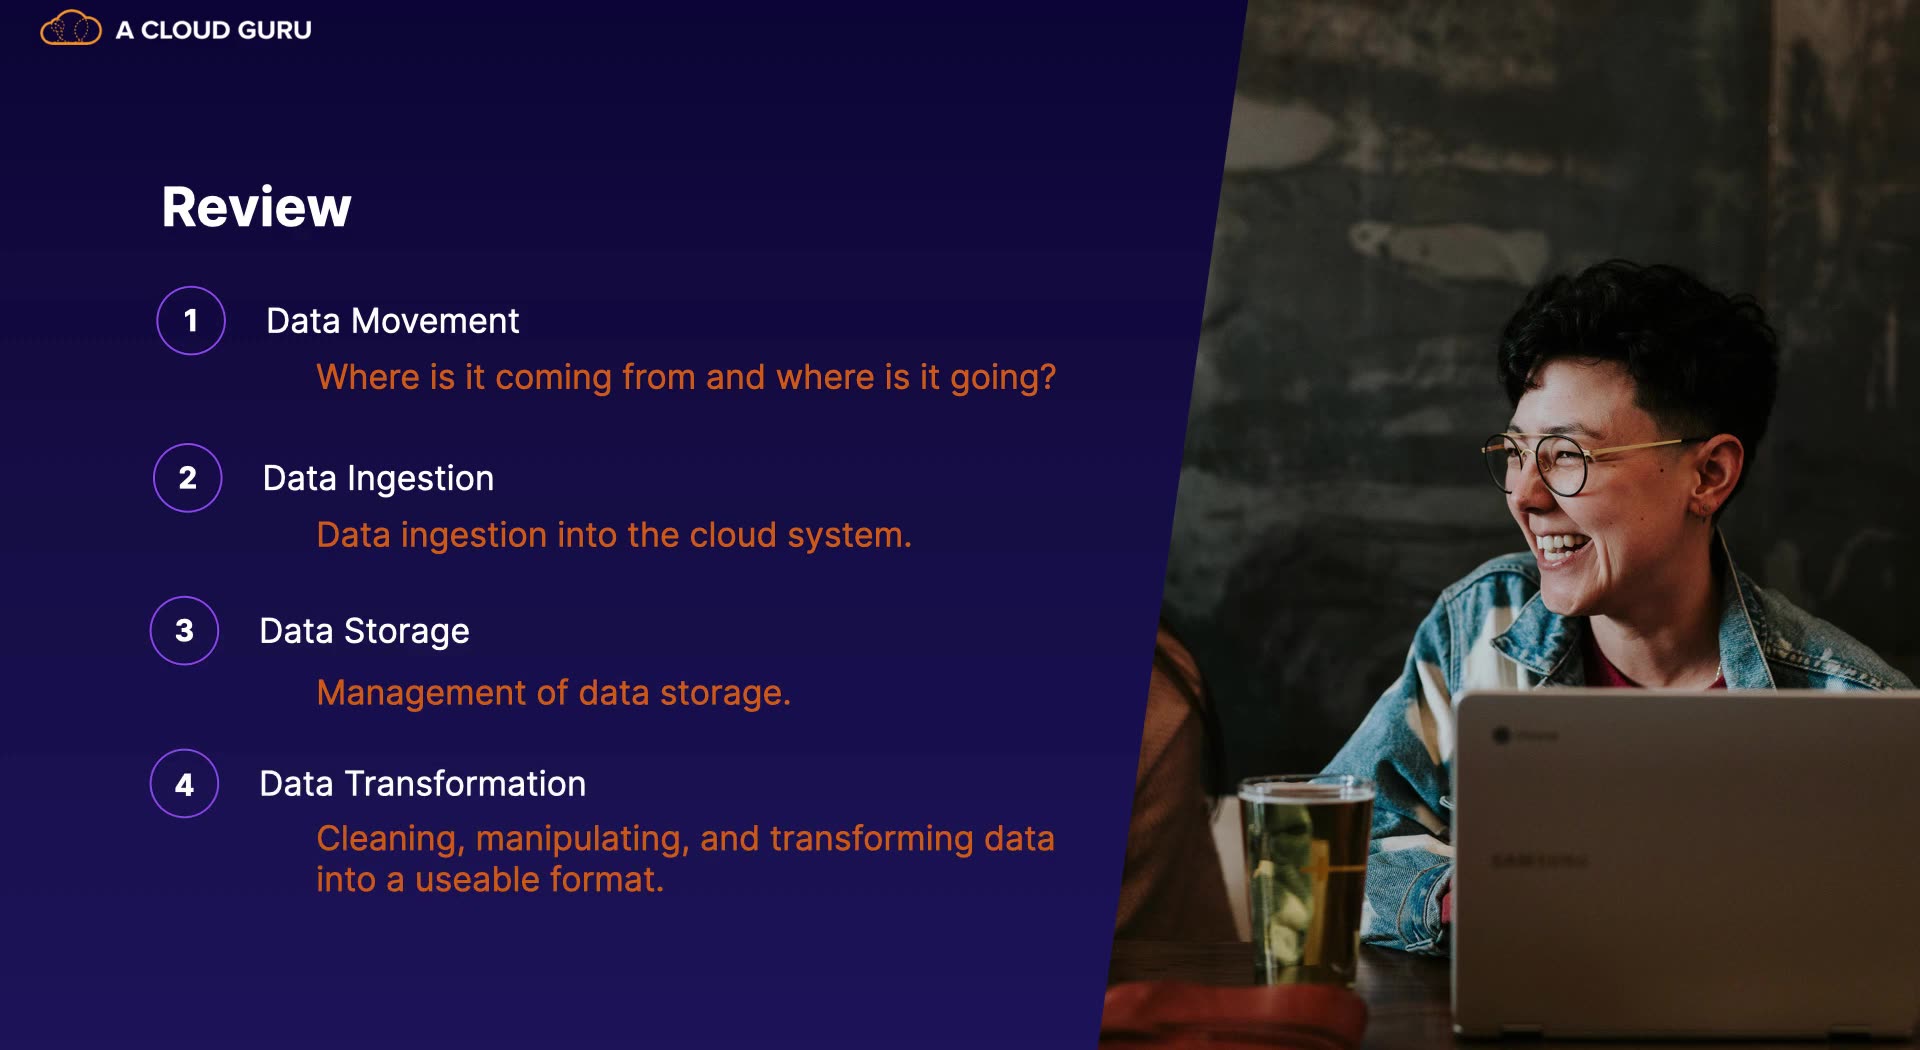 A CLOUD GURU
Review
1 Data Movement
Where is it coming from and where is it going?
2 Data Ingestion
Data ingestion into the cloud system.
3 Data Storage
Management of data storage.
4 Data Transformation
Cleaning, manipulating, and transforming data
into a useable format.
SAMSUNG